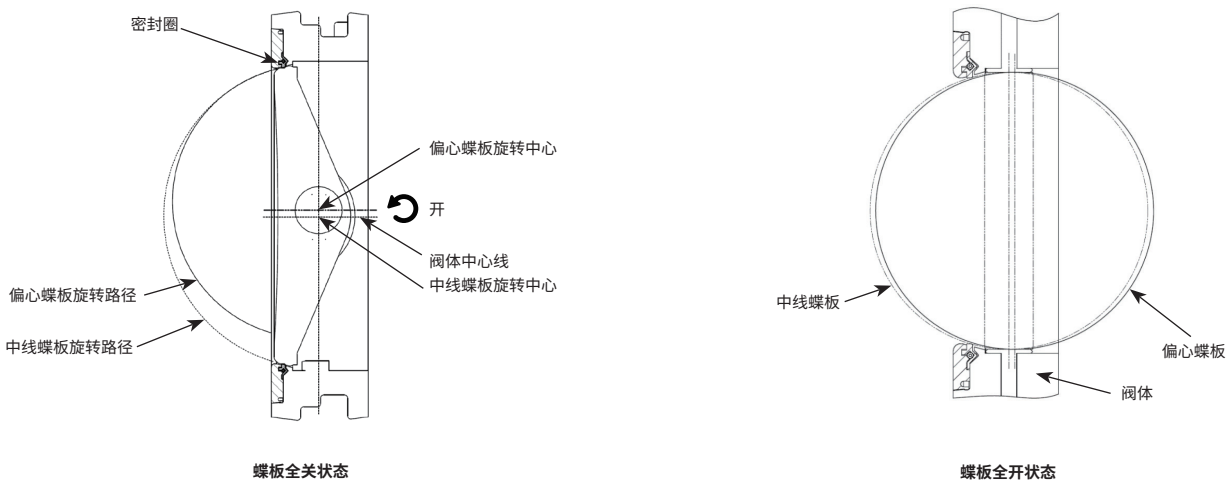 密封圈
偏心蝶板旋转中心
开
阀体中心线
中线蝶板旋转中心
偏心蝶板旋转路径
中线蝶板旋转路径
蝶板全关状态
中线蝶板
偏心蝶板
阀体
蝶板全开状态